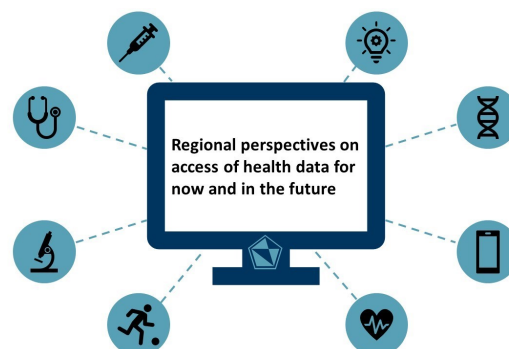 Regional perspectives on
access of health data for
now and in the future